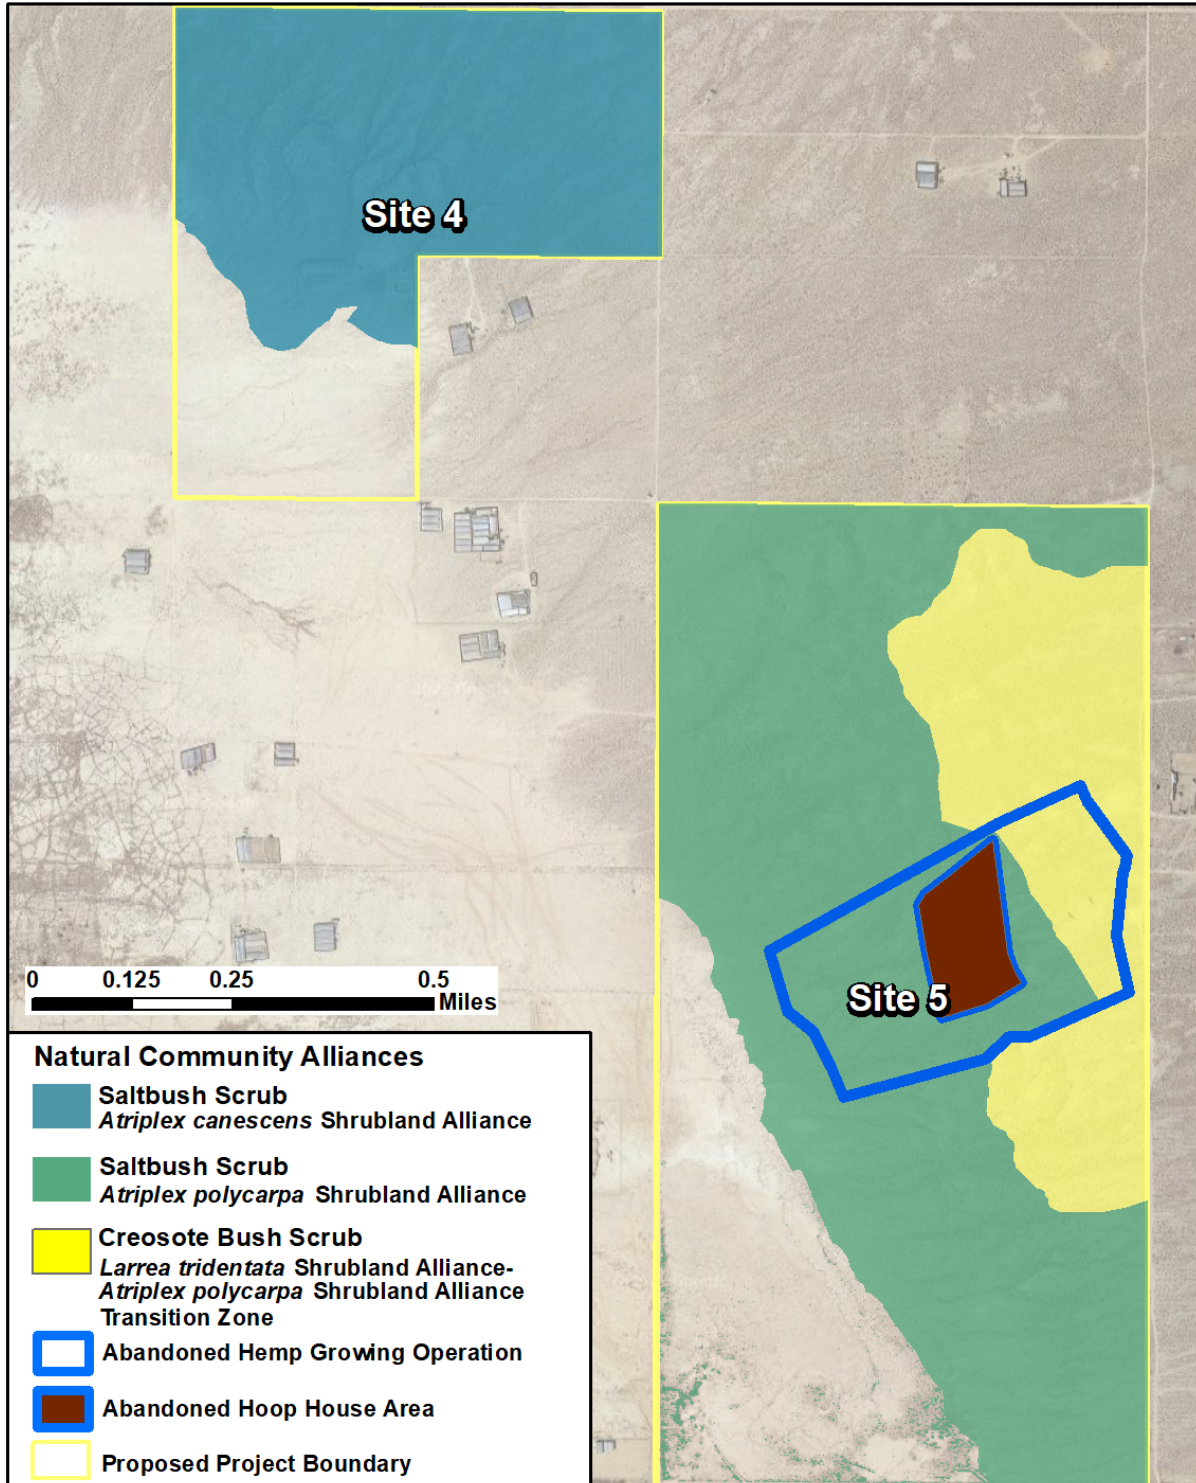 Site 4
Site 5
0 0.125 0.25 0.5
Miles
Natural Community Alliances
Saltbush Scrub
Atriplex canescens Shrubland Alliance
Saltbush Scrub
Atriplex polycarpa Shrubland Alliance
Creosote Bush Scrub
Larrea tridentata Shrubland Alliance-
Atriplex polycarpa Shrubland Alliance
Transition Zone
Abandoned Hemp Growing Operation
Abandoned Hoop House Area
Proposed Project Boundary